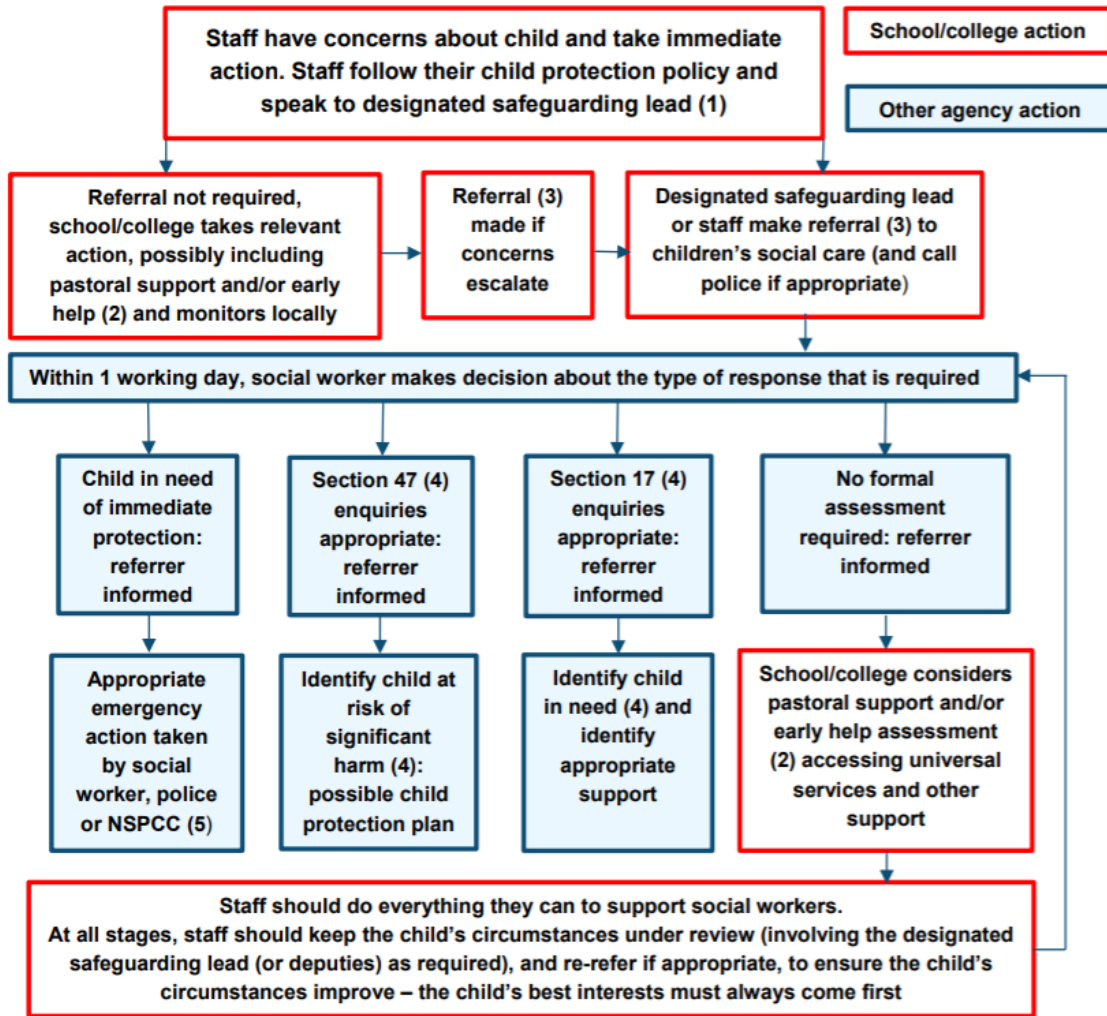 Staff have concerns about child and take immediate
action. Staff follow their child protection policy and
speak to designated safeguarding lead (1)
School/college action
Other agency action
Referral not required,
school/college takes relevant
action, possibly including
pastoral support and/or early
help (2) and monitors locally
Referral (3)
made if
concerns
escalate
Designated safeguarding lead
or staff make referral (3) to
children’s social care (and call
police if appropriate)
Within 1 working day, social worker makes decision about the type of response that is required
Child in need
of immediate
protection:
referrer
informed
Section 47 (4)
enquiries
appropriate:
referrer
informed
Section 17 (4)
enquiries
appropriate:
referrer
informed
No formal
assessment
required: referrer
informed
Appropriate
emergency
action taken
by social
worker, police
or NSPCC (5)
Identify child at
risk of
significant
harm (4):
possible child
protection plan
Identify child
in need (4) and
identify
appropriate
support
School/college considers
pastoral support and/or
early help assessment
(2) accessing universal
services and other
support
Staff should do everything they can to support social workers.
At all stages, staff should keep the child’s circumstances under review (involving the designated
safeguarding lead (or deputies) as required), and re-refer if appropriate, to ensure the child’s
circumstances improve – the child’s best interests must always come first